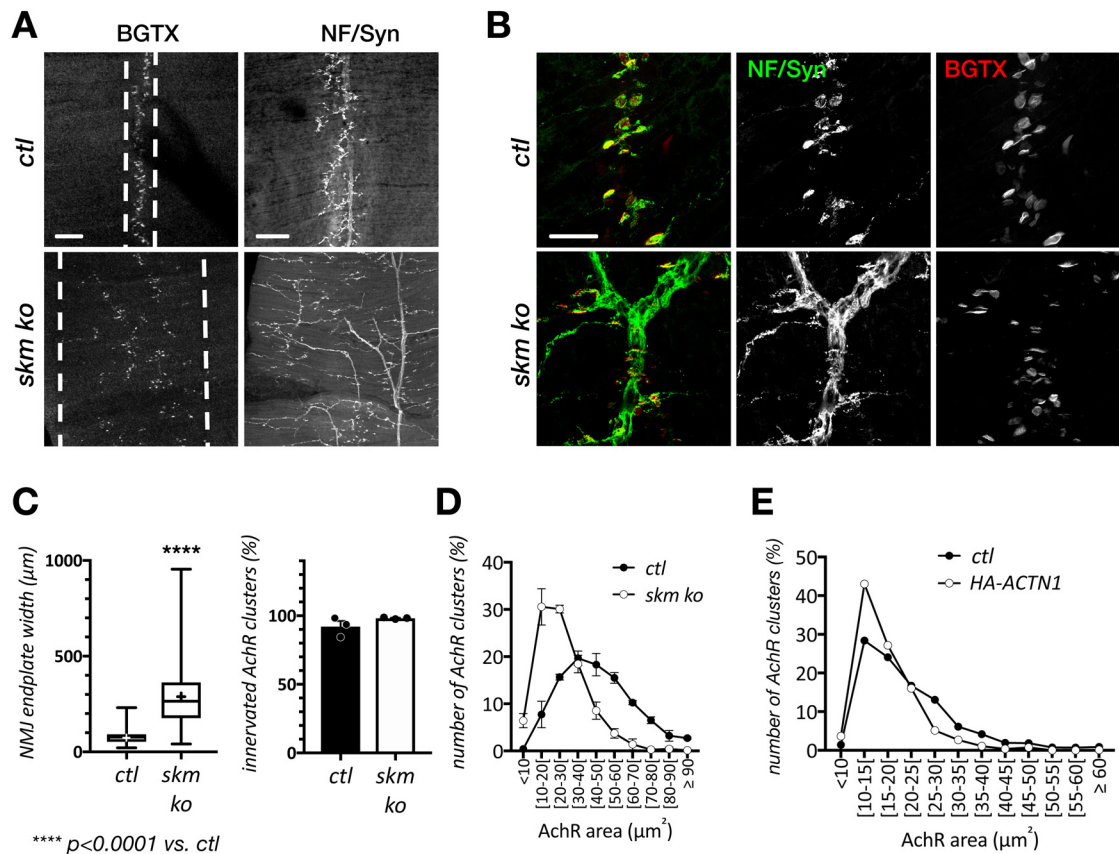 A
BGTX
NF/Syn
ctl
skm ko
B
NF/Syn
BGTX
ctl
skm ko
C
NMJ endplate width (μm)
1000
500
0
****
ctl
skm
ko
**** p<0.0001 vs. ctl
innervated AchR clusters (%)
100
100
50
0
ctl
skm
ko
D
number of AchR clusters (%)
40
30
20
10
0
ctl
skm ko
<10
[10-20[
[20-30[
[30-40[
[40-50[
[50-60[
[60-70[
[70-80[
[80-90[
≥ 90
AchR area (μm²)
E
number of AchR clusters (%)
50
40
30
20
10
0
ctl
HA-ACTN1
<10
[10-15[
[15-20[
[20-25[
[25-30[
[30-35[
[35-40[
[40-45[
[45-50[
[50-55[
[55-60[
≥ 60
AchR area (μm²)